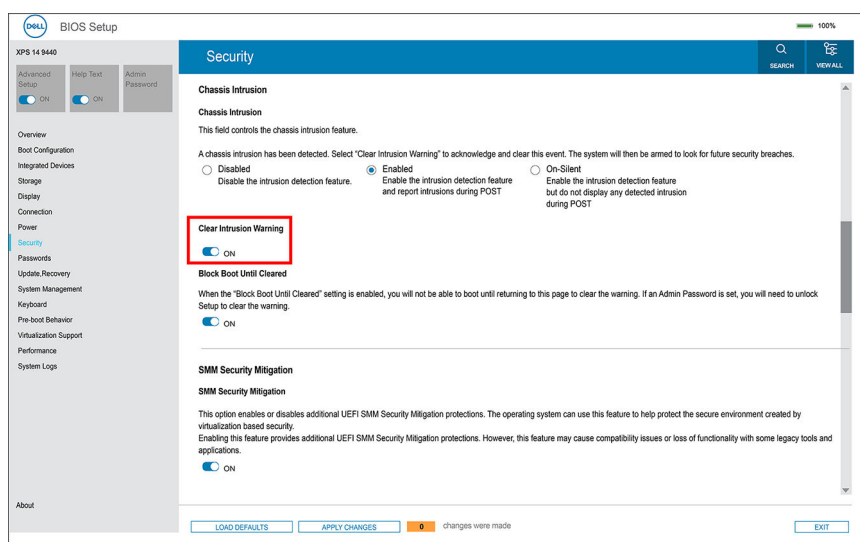 DELL
BIOS Setup
100%
XPS 14 9440
Advanced
Setup
ON
Help Text
ON
Admin
Password
Overview
Boot Configuration
Integrated Devices
Storage
Display
Connection
Power
Security
Passwords
Update,Recovery
System Management
Keyboard
Pre-boot Behavior
Virtualization Support
Performance
System Logs
About
Security
SEARCH
VIEW ALL
Chassis Intrusion
Chassis Intrusion
This field controls the chassis intrusion feature.
A chassis intrusion has been detected. Select "Clear Intrusion Warning" to acknowledge and clear this event. The system will then be armed to look for future security breaches.
Disabled
Disable the intrusion detection feature.
Enabled
Enable the intrusion detection feature
and report intrusions during POST
On-Silent
Enable the intrusion detection feature
but do not display any detected intrusion
during POST
Clear Intrusion Warning
ON
Block Boot Until Cleared
When the "Block Boot Until Cleared" setting is enabled, you will not be able to boot until returning to this page to clear the warning. If an Admin Password is set, you will need to unlock
Setup to clear the warning.
ON
SMM Security Mitigation
SMM Security Mitigation
This option enables or disables additional UEFI SMM Security Mitigation protections. The operating system can use this feature to help protect the secure environment created by
virtualization based security.
Enabling this feature provides additional UEFI SMM Security Mitigation protections. However, this feature may cause compatibility issues or loss of functionality with some legacy tools and
applications.
ON
LOAD DEFAULTS
APPLY CHANGES
0
changes were made
EXIT